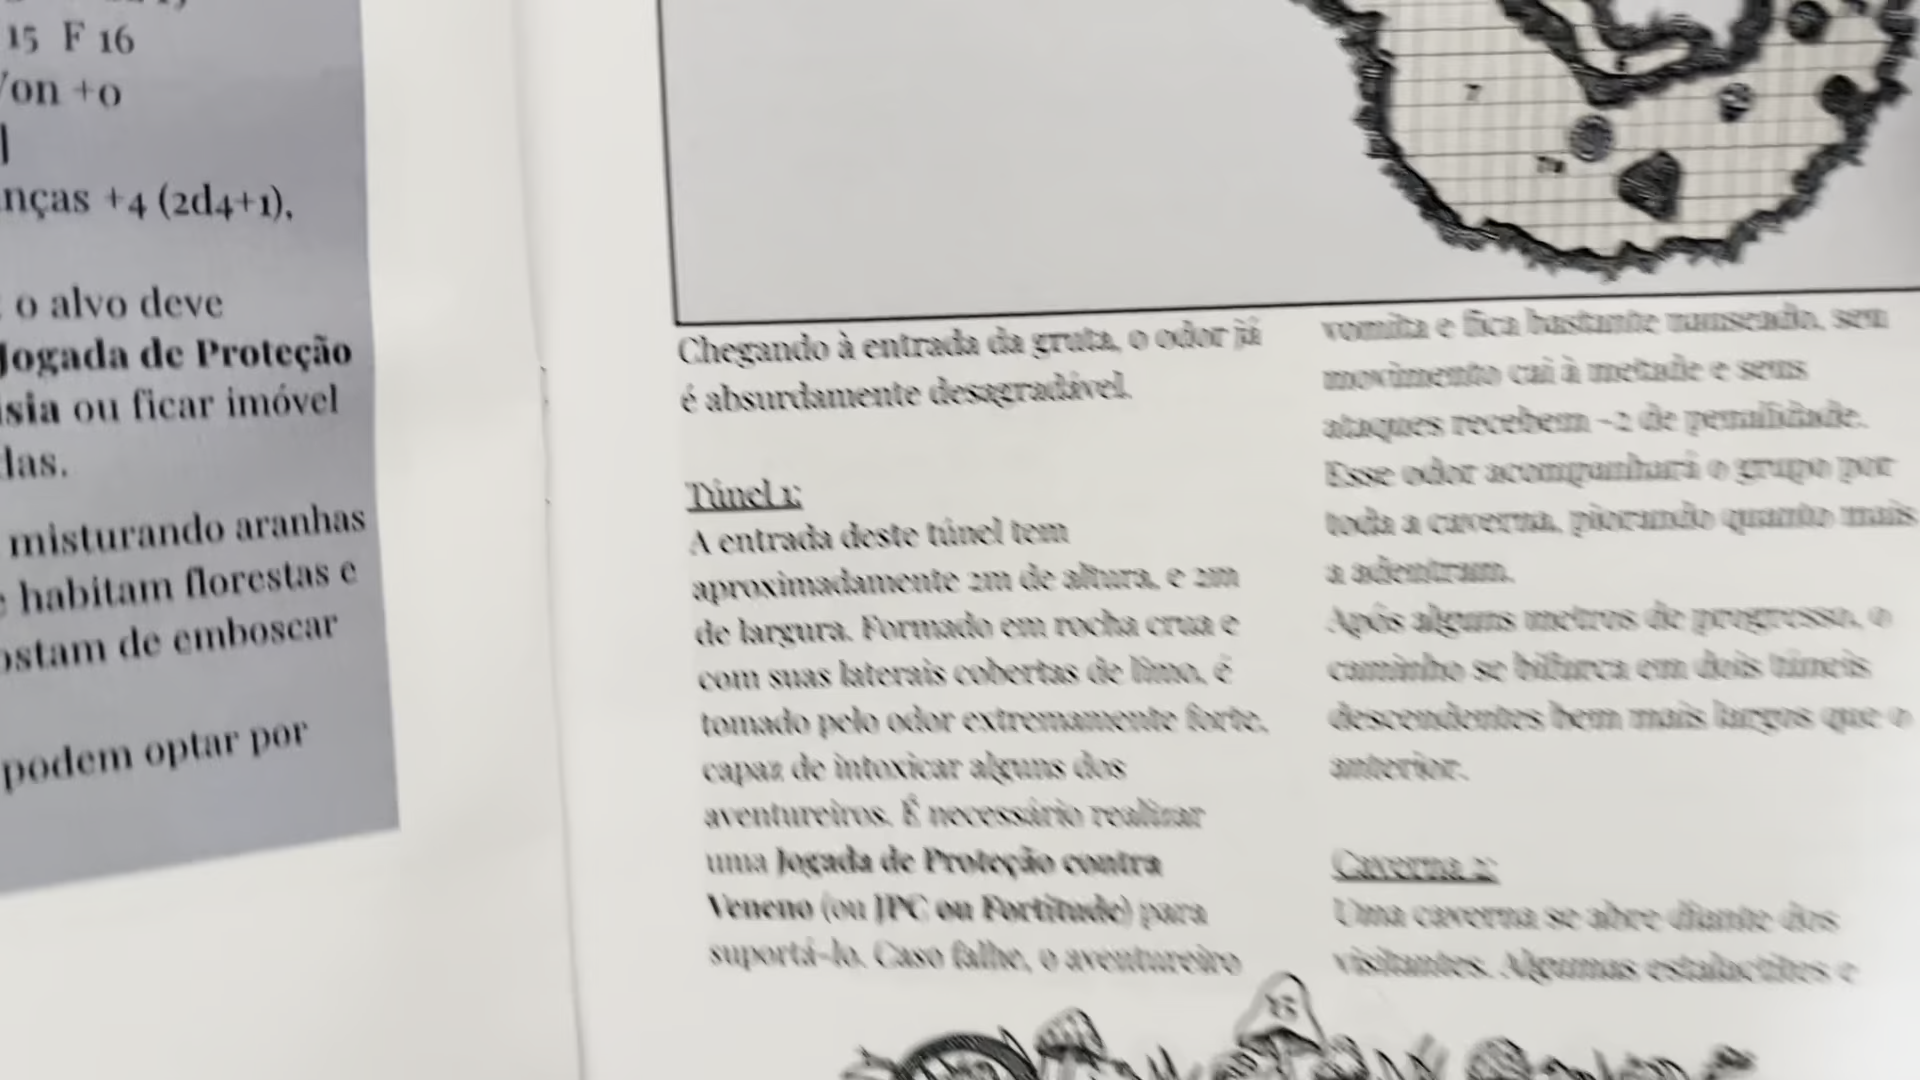 15 F 16
on +0
nças +4 (2d4+1),
o alvo deve
Jogada de Proteção
sia ou ficar imóvel
das.
misturando aranhas
habitam florestas e
ostam de emboscar
podem optar por
7
7a
Chegando à entrada da gruta, o odor já
é absurdamente desagradável.
Túnel 1:
A entrada deste túnel tem
aproximadamente 2m de altura, e 2m
de largura. Formado em rocha crua e
com suas laterais cobertas de limo, é
tomado pelo odor extremamente forte,
capaz de intoxicar alguns dos
aventureiros. É necessário realizar
uma Jogada de Proteção contra
Veneno (ou JPC ou Fortitude) para
suportá-lo. Caso falhe, o aventureiro
vomita e fica bastante nauseado, seu
movimento cai à metade e seus
ataques recebem -2 de penalidade.
Esse odor acompanhará o grupo por
toda a caverna, piorando quanto mais
a adentram.
Após alguns metros de progresso, o
caminho se bifurca em dois túneis
descendentes bem mais largos que o
anterior.
Caverna 2:
Uma caverna se abre diante dos
visitantes. Algumas estalactites e
15